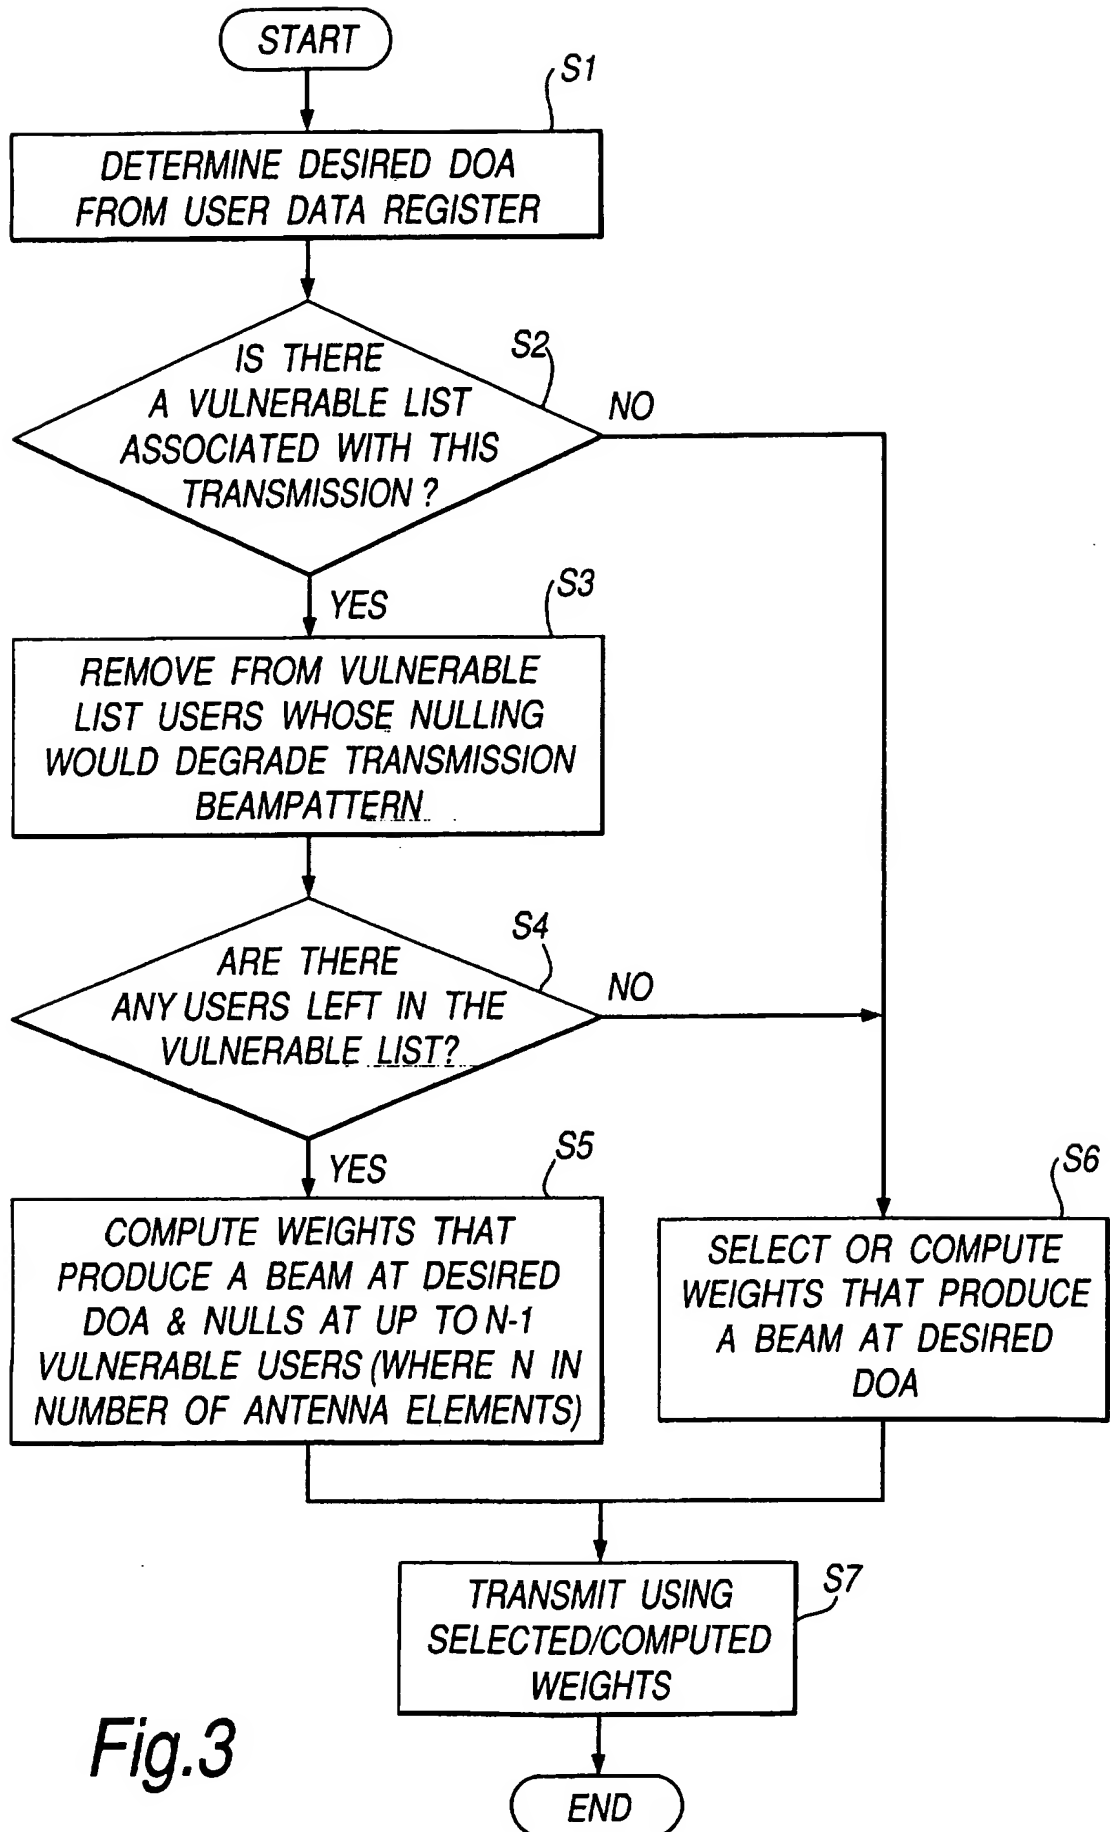 START
S1
DETERMINE DESIRED DOA
FROM USER DATA REGISTER
S2
IS THERE
A VULNERABLE LIST
ASSOCIATED WITH THIS
TRANSMISSION?
NO
YES
S3
REMOVE FROM VULNERABLE
LIST USERS WHOSE NULLING
WOULD DEGRADE TRANSMISSION
BEAMPATTERN
S4
ARE THERE
ANY USERS LEFT IN THE
VULNERABLE LIST?
NO
YES
S5
COMPUTE WEIGHTS THAT
PRODUCE A BEAM AT DESIRED
DOA & NULLS AT UP TO N-1
VULNERABLE USERS (WHERE N IN
NUMBER OF ANTENNA ELEMENTS)
S6
SELECT OR COMPUTE
WEIGHTS THAT PRODUCE
A BEAM AT DESIRED
DOA
S7
TRANSMIT USING
SELECTED/COMPUTED
WEIGHTS
Fig.3
END